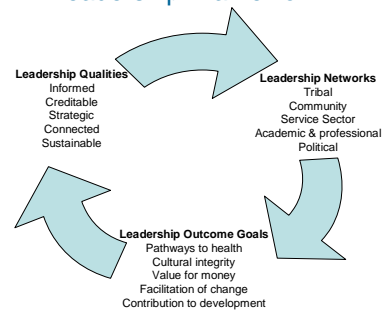 Leadership Qualities
Informed
Creditable
Strategic
Connected
Sustainable
Leadership Networks
Tribal
Community
Service Sector
Academic & professional
Political
Leadership Outcome Goals
Pathways to health
Cultural integrity
Value for money
Facilitation of change
Contribution to development